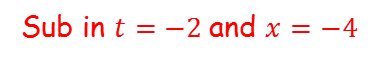 Sub in t = −2 and x = −4